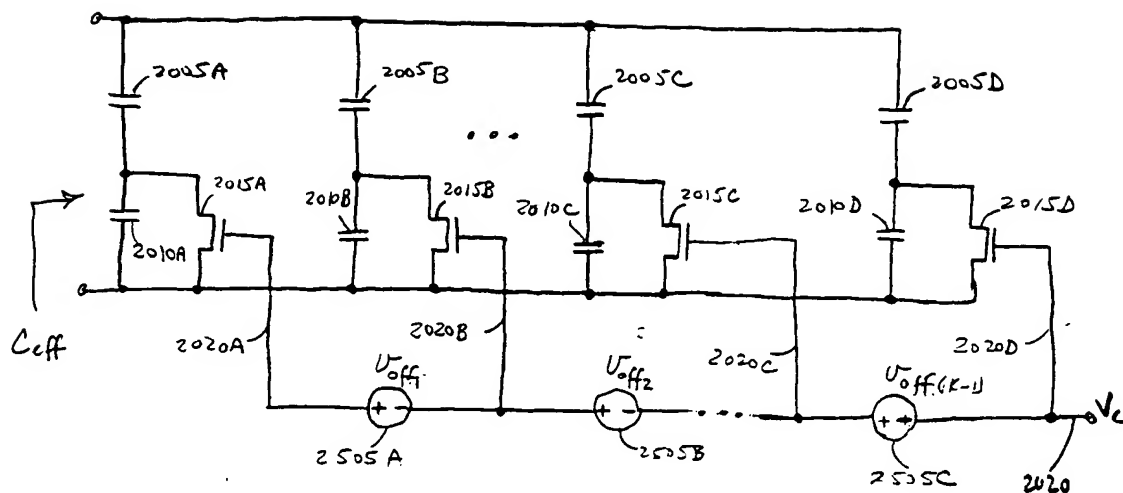 2005A
2005B
2005C
2005D
...
2015A
2010B
2015B
2010C
2015C
2010D
2015D
2010A
Ceff
2020A
2020B
2020C
2020D
Voff1
Voff2
Voff(K-1)
+ -
+ -
....
Vc
2505A
2505B
2505C
2020